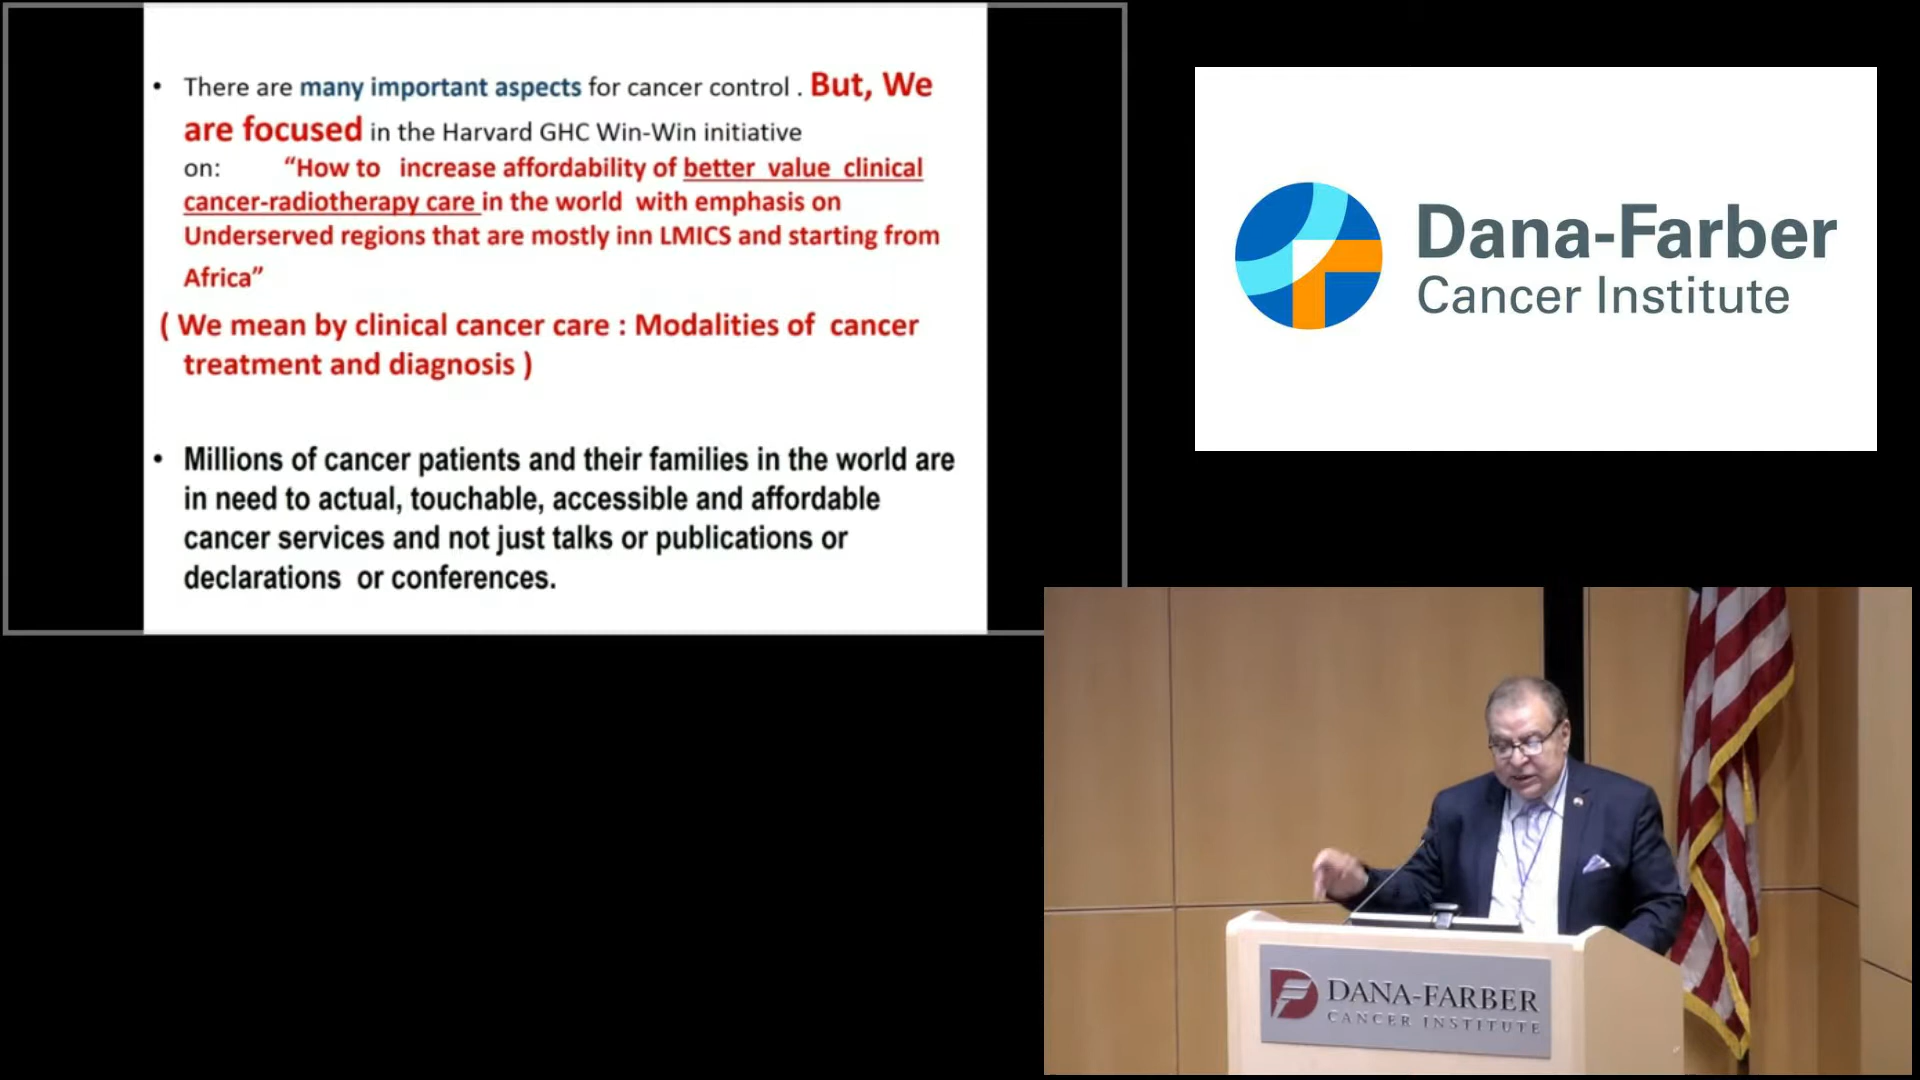 • There are many important aspects for cancer control . But, We
are focused in the Harvard GHC Win-Win initiative
on: “How to increase affordability of better value clinical
cancer-radiotherapy care in the world with emphasis on
Underserved regions that are mostly inn LMICS and starting from
Africa”
( We mean by clinical cancer care : Modalities of cancer
treatment and diagnosis )
• Millions of cancer patients and their families in the world are
in need to actual, touchable, accessible and affordable
cancer services and not just talks or publications or
declarations or conferences.
Dana-Farber
Cancer Institute
DANA-FARBER
CANCER INSTITUTE